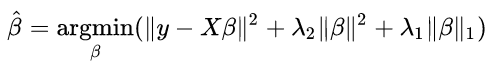 β̂ = argmin(‖y − Xβ‖² + λ₂‖β‖² + λ₁‖β‖₁)
β